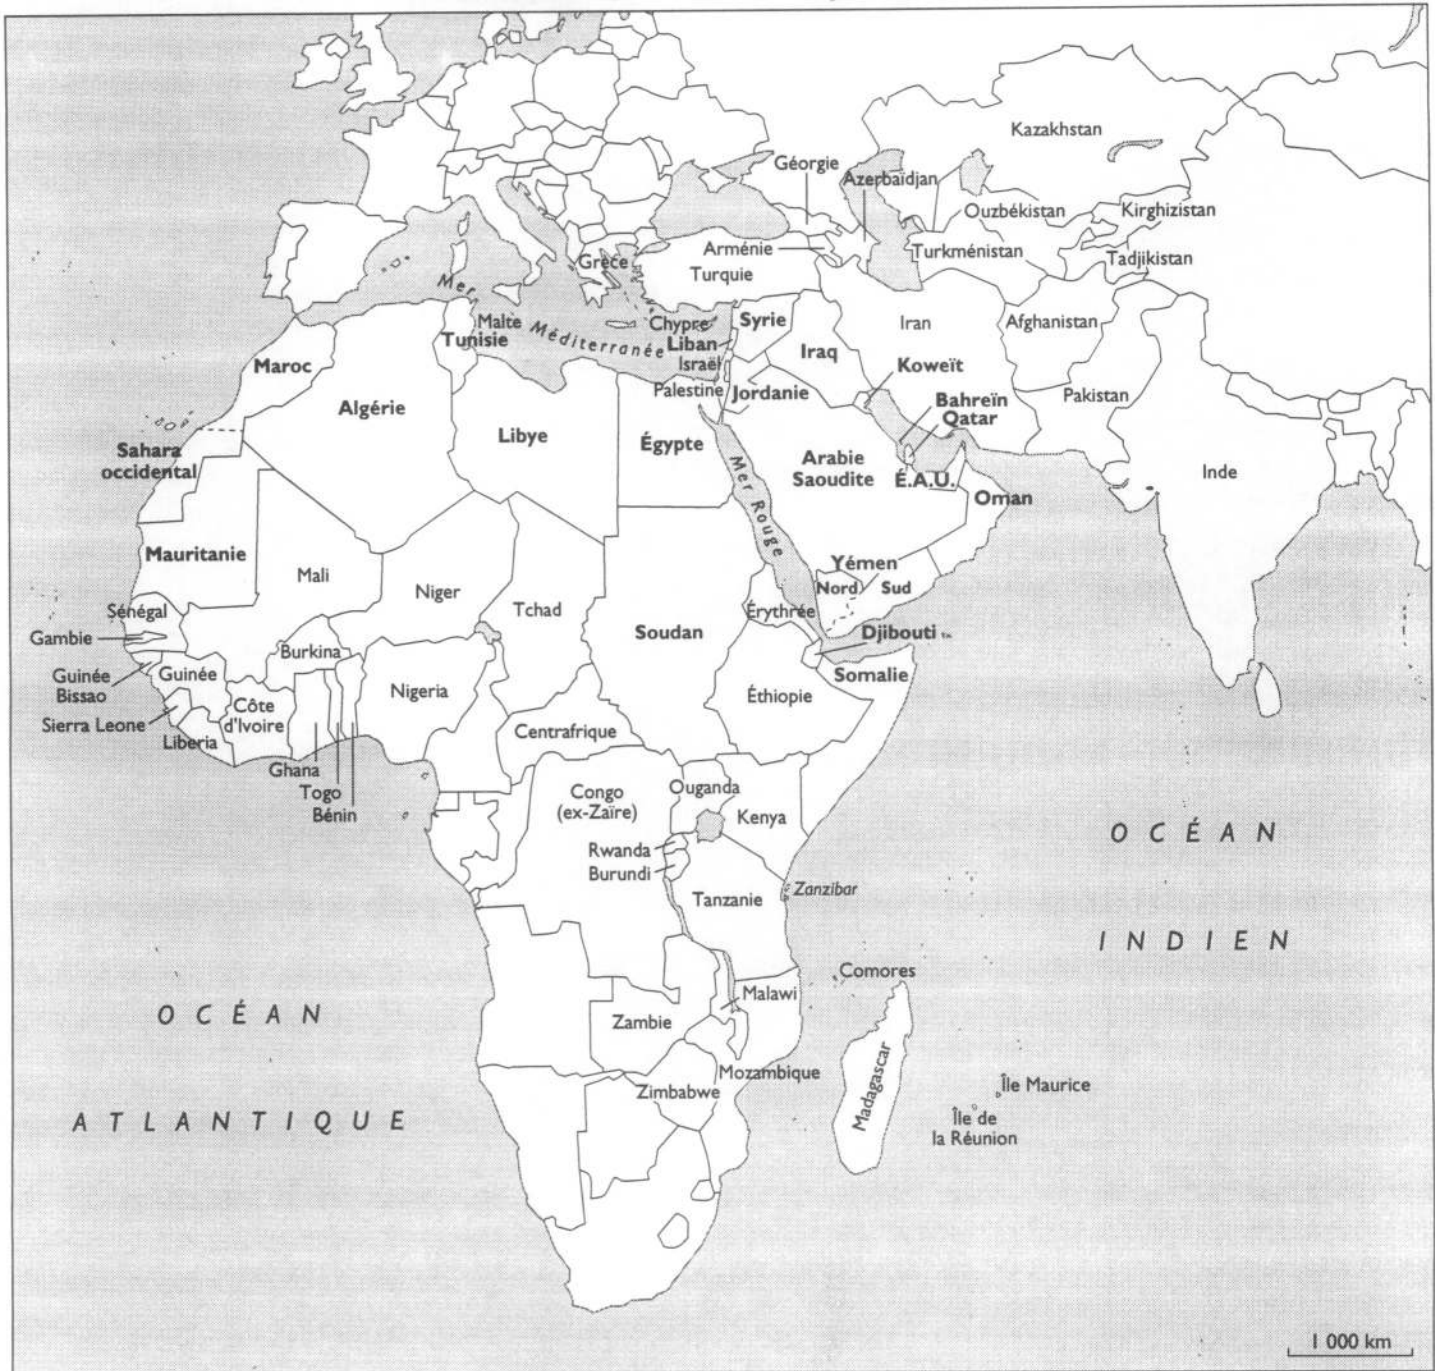 Kazakhstan
Géorgie
Azerbaïdjan
Ouzbékistan
Kirghizistan
Arménie
Turkménistan
Tadjikistan
Grèce
Turquie
Mer
Méditerranée
Malte
Tunisie
Chypre
Syrie
Liban
Israël
Iran
Afghanistan
Maroc
Iraq
Koweït
Palestine
Jordanie
Pakistan
Algérie
Bahreïn
Qatar
Libye
Égypte
Sahara
occidental
Arabie
Saoudite
É.A.U.
Inde
Oman
Mer Rouge
Mauritanie
Mali
Niger
Tchad
Yémen
Nord
Sud
Sénégal
Érythrée
Gambie
Soudan
Djibouti
Burkina
Guinée
Bissao
Guinée
Nigeria
Éthiopie
Somalie
Sierra Leone
Côte
d'Ivoire
Liberia
Centrafrique
Ghana
Togo
Bénin
Congo
(ex-Zaïre)
Ouganda
Kenya
Rwanda
Burundi
Tanzanie
Zanzibar
OCÉAN
INDIEN
Comores
Malawi
OCÉAN
ATLANTIQUE
Zambie
Mozambique
Zimbabwe
Madagascar
Île Maurice
Île de
la Réunion
1 000 km